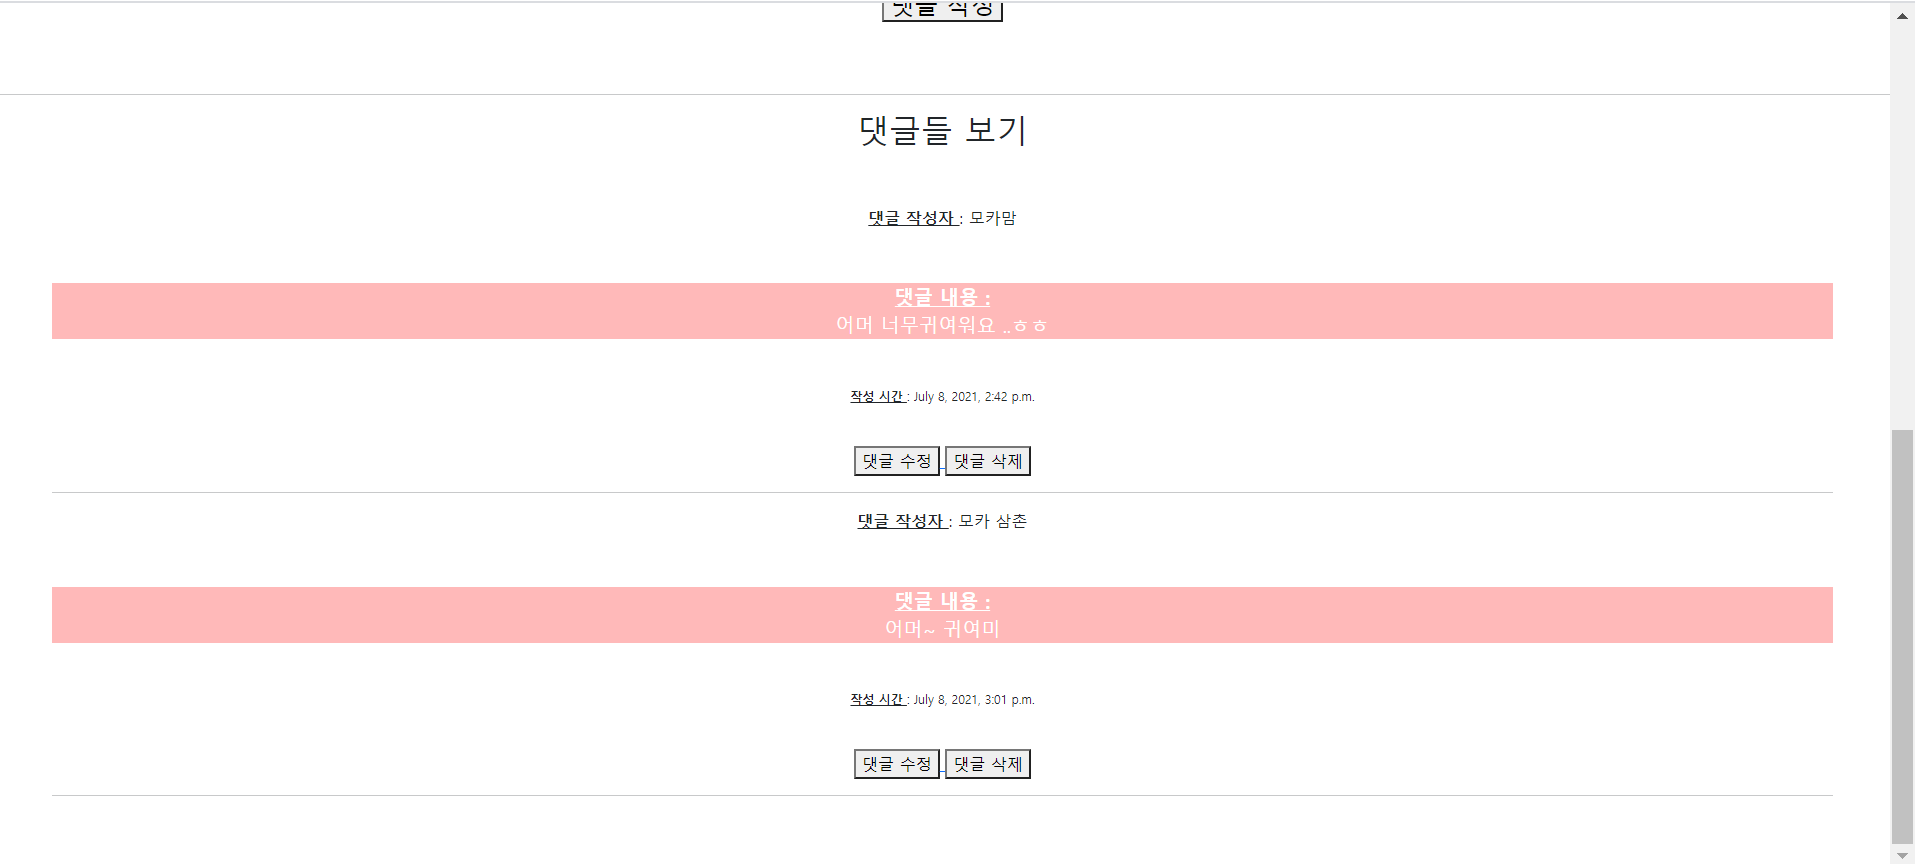 댓글 작성
댓글들 보기
댓글 작성자 : 모카맘
댓글 내용 :
어머 너무귀여워요 ..ㅎㅎ
작성 시간 : July 8, 2021, 2:42 p.m.
댓글 수정 댓글 삭제
댓글 작성자 : 모카 삼촌
댓글 내용 :
어머~ 귀여미
작성 시간 : July 8, 2021, 3:01 p.m.
댓글 수정 댓글 삭제